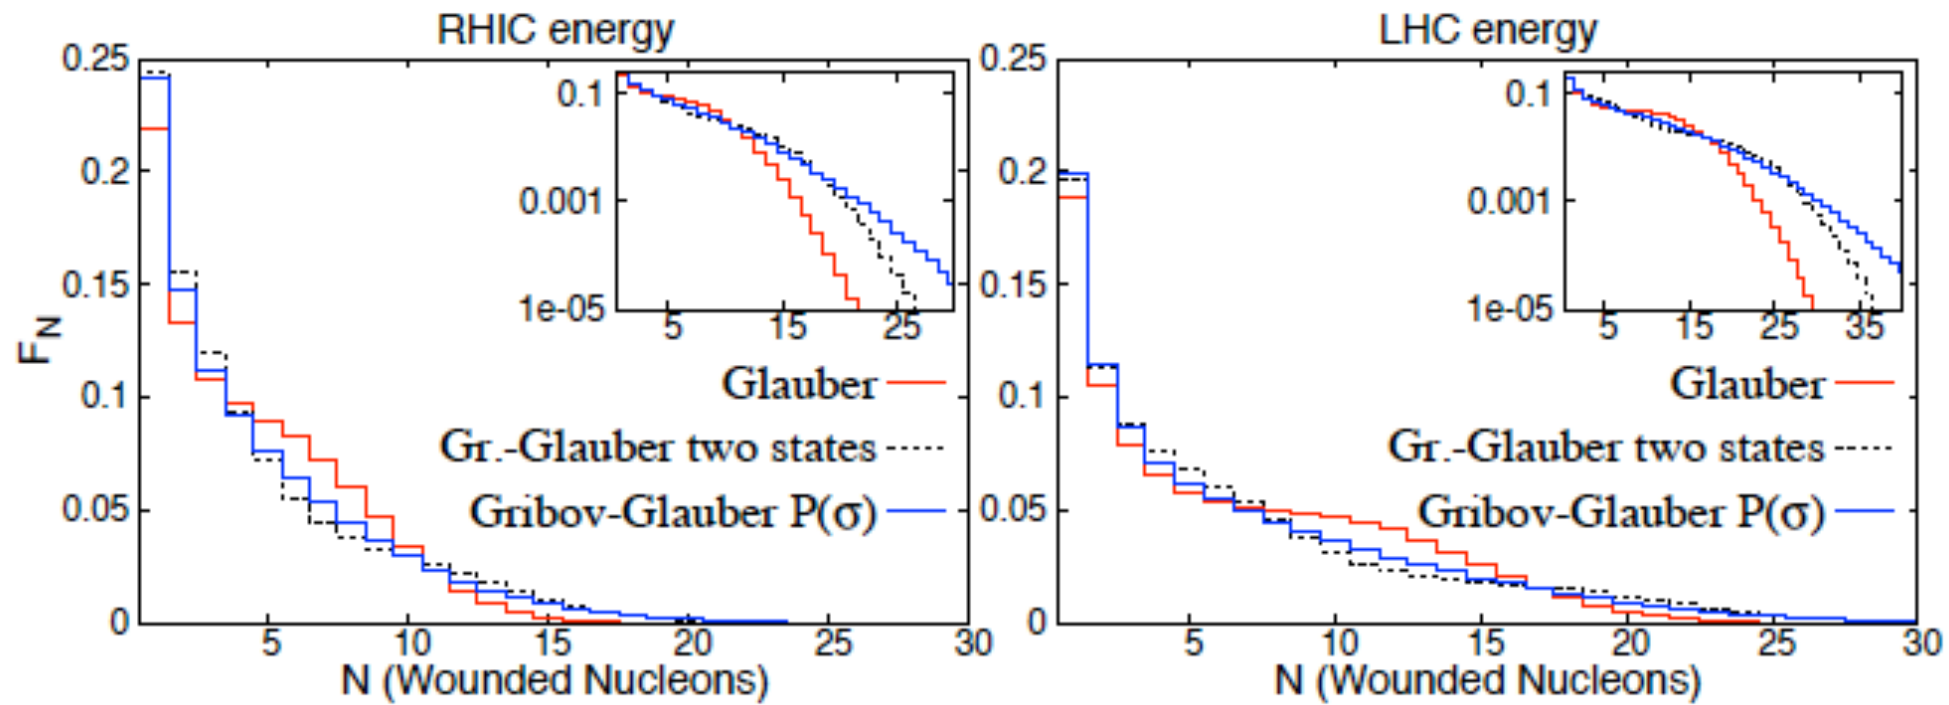 RHIC energy
0.25
0.2
0.15
0.1
0.05
0
F_N
5 10 15 20 25 30
N (Wounded Nucleons)
0.1
0.001
1e-05
5 15 25
Glauber
Gr.-Glauber two states
Gribov-Glauber P(σ)
LHC energy
0.25
0.2
0.15
0.1
0.05
0
5 10 15 20 25 30
N (Wounded Nucleons)
0.1
0.001
1e-05
5 15 25 35
Glauber
Gr.-Glauber two states
Gribov-Glauber P(σ)